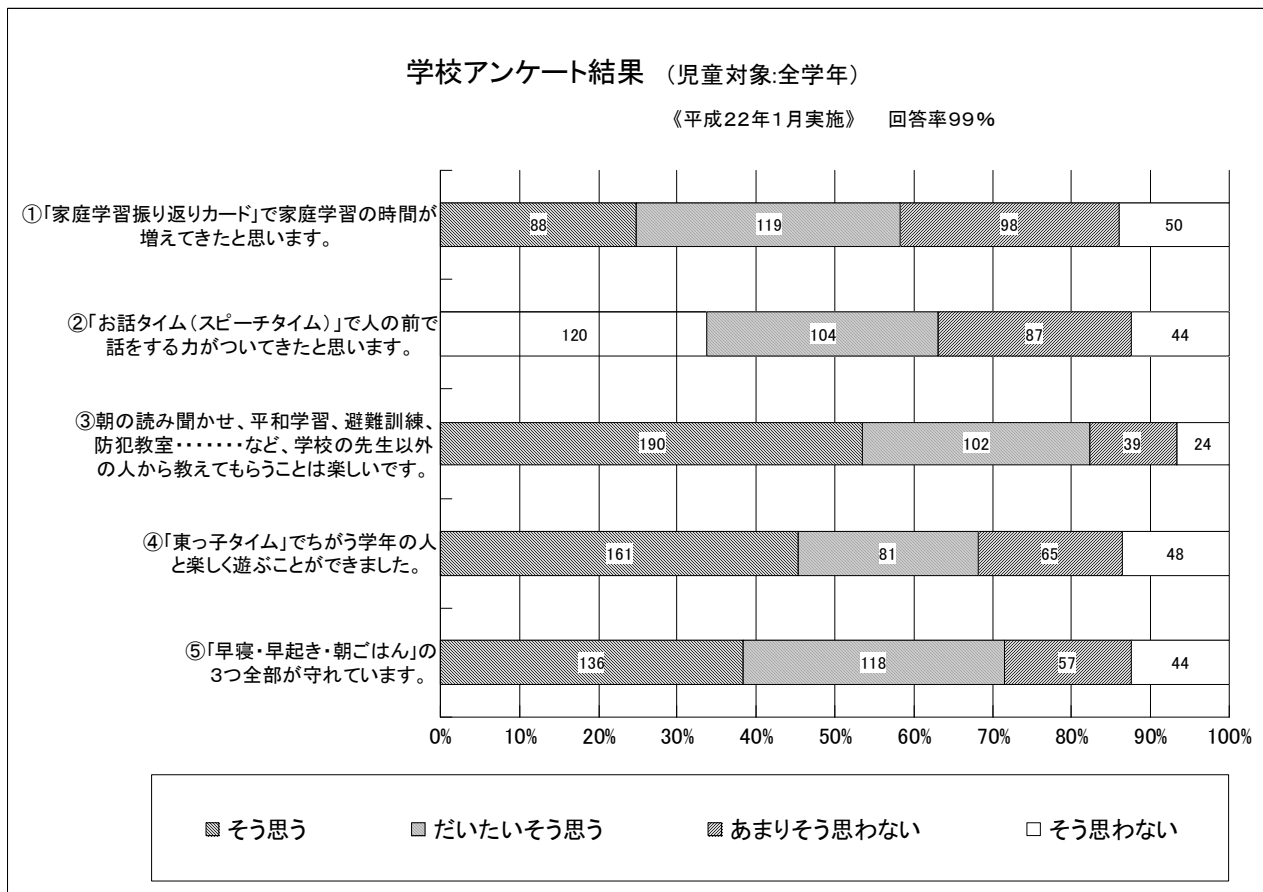 学校アンケート結果 （児童対象:全学年）
《平成22年1月実施》 回答率99%
①「家庭学習振り返りカード」で家庭学習の時間が
増えてきたと思います。
88 119 98 50
②「お話タイム（スピーチタイム）」で人の前で
話をする力がついてきたと思います。
120 104 87 44
③朝の読み聞かせ、平和学習、避難訓練、
防犯教室・・・・・・・など、学校の先生以外
の人から教えてもらうことは楽しいです。
190 102 39 24
④「東っ子タイム」でちがう学年の人
と楽しく遊ぶことができました。
161 81 65 48
⑤「早寝・早起き・朝ごはん」の
3つ全部が守れています。
136 118 57 44
0% 10% 20% 30% 40% 50% 60% 70% 80% 90% 100%
そう思う だいたいそう思う あまりそう思わない そう思わない